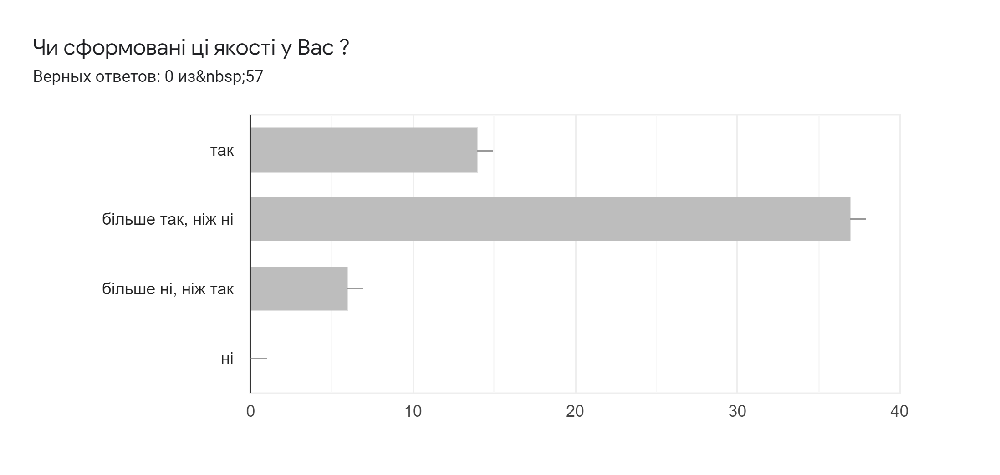 Чи сформовані ці якості у Вас ?
Верных ответов: 0 из&nbsp;57
так
більше так, ніж ні
більше ні, ніж так
ні
0 10 20 30 40